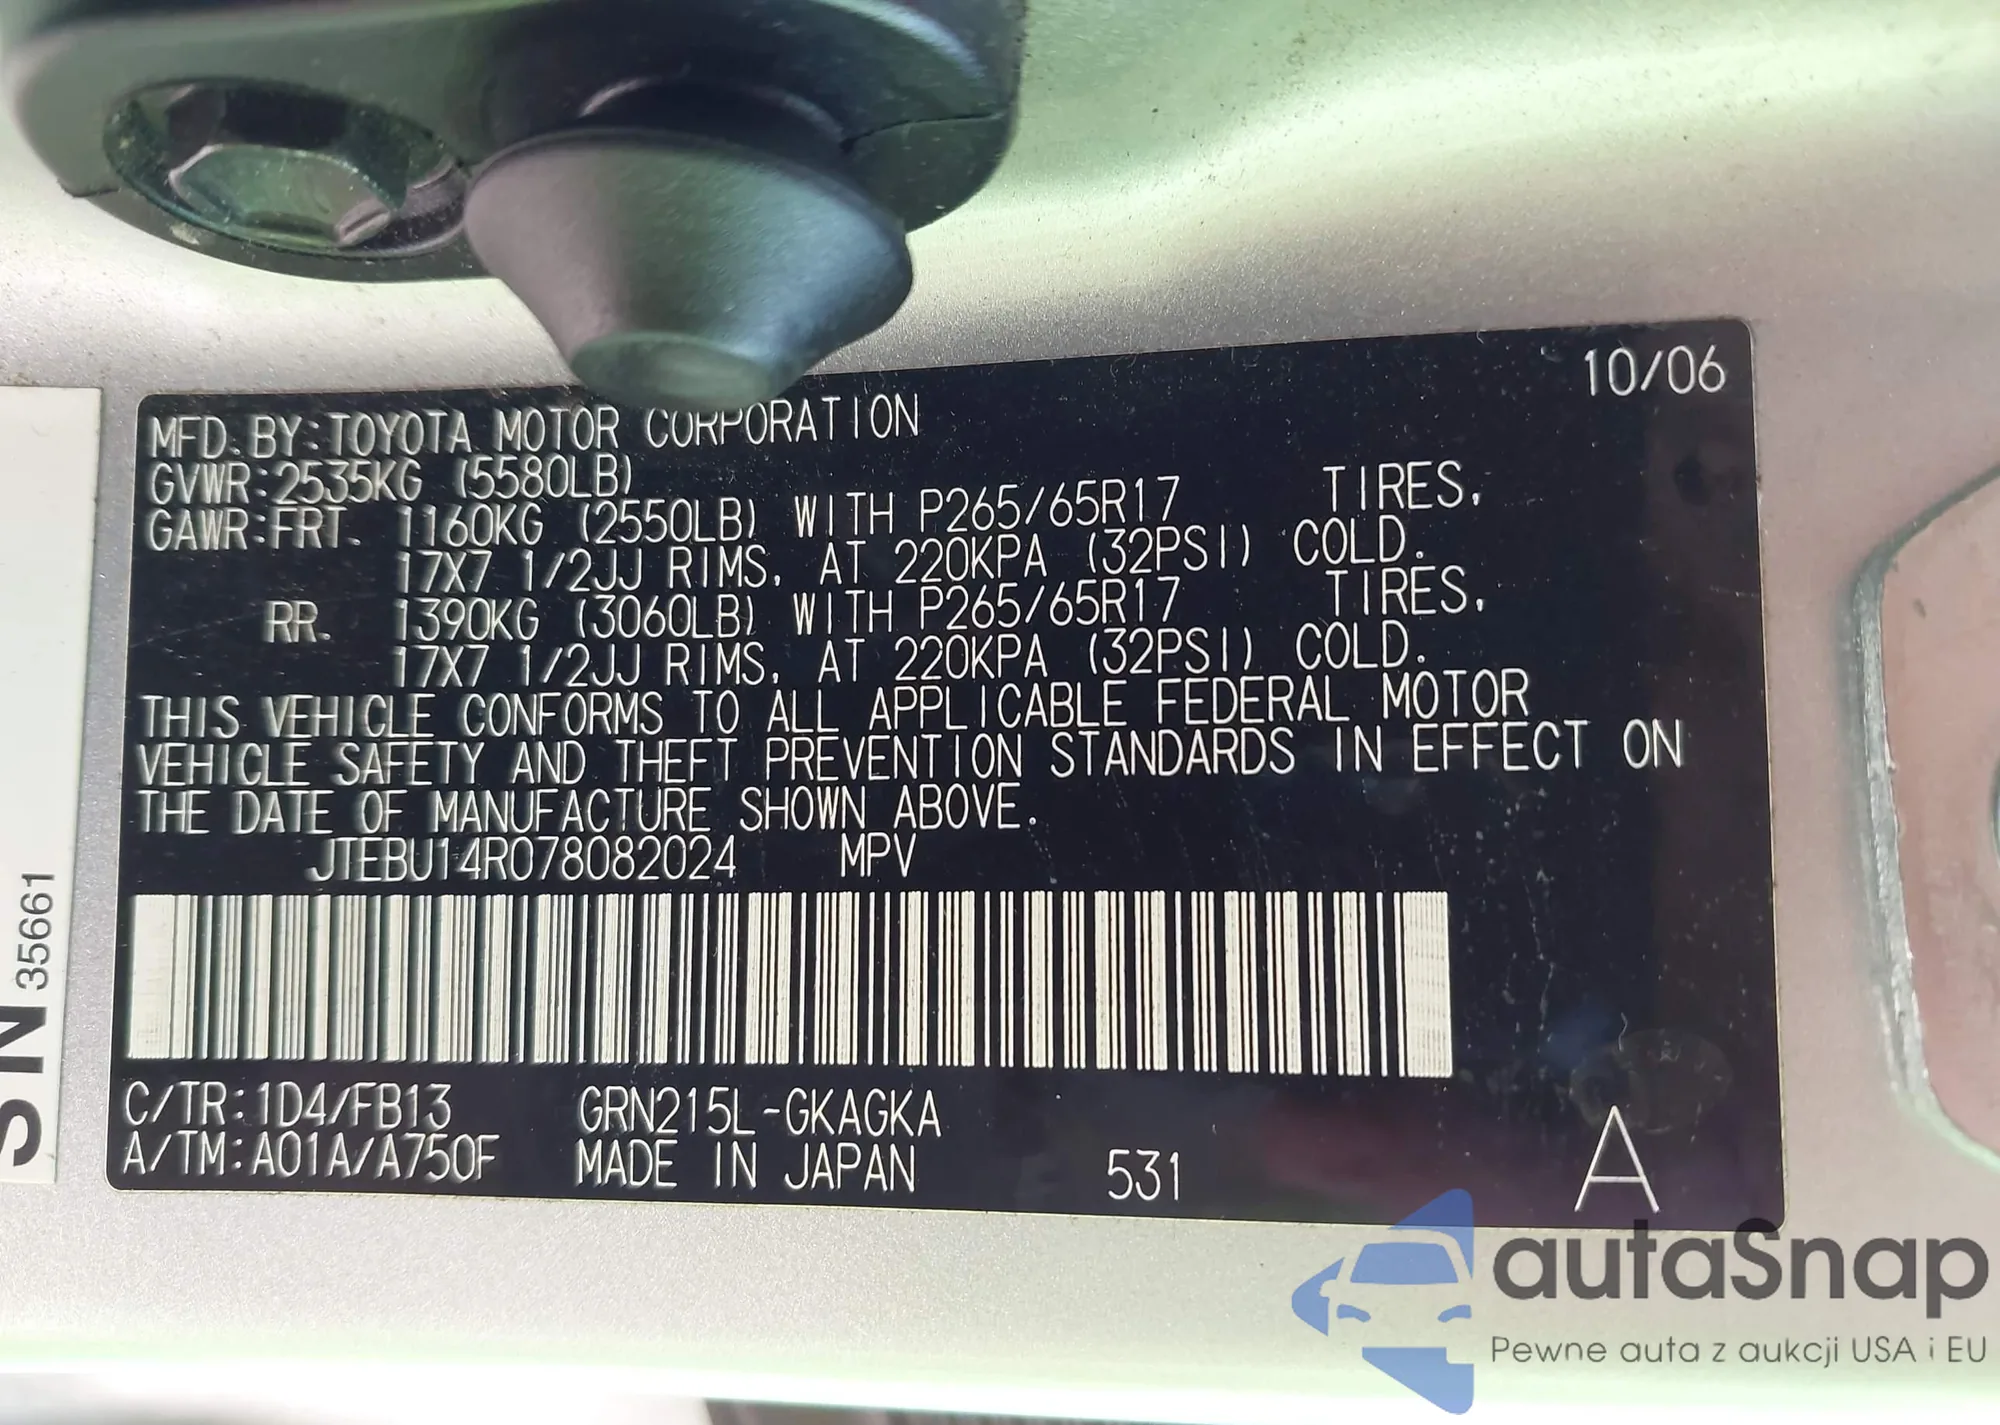 10/06
MFD. BY: TOYOTA MOTOR CORPORATION
GVWR: 2535KG (5580LB)
GAWR: FRT. 1160KG (2550LB) WITH P265/65R17 TIRES,
17X7 1/2JJ RIMS, AT 220KPA (32PSI) COLD.
RR. 1390KG (3060LB) WITH P265/65R17 TIRES,
17X7 1/2JJ RIMS, AT 220KPA (32PSI) COLD.
THIS VEHICLE CONFORMS TO ALL APPLICABLE FEDERAL MOTOR
VEHICLE SAFETY AND THEFT PREVENTION STANDARDS IN EFFECT ON
THE DATE OF MANUFACTURE SHOWN ABOVE.
JTEBU14R078082024 MPV
C/TR: 1D4/FB13 GRN215L-GKAGKA
A/TM: A01A/A750F MADE IN JAPAN 531 A
SN 35661
autaSnap
Pewne auta z aukcji USA i EU